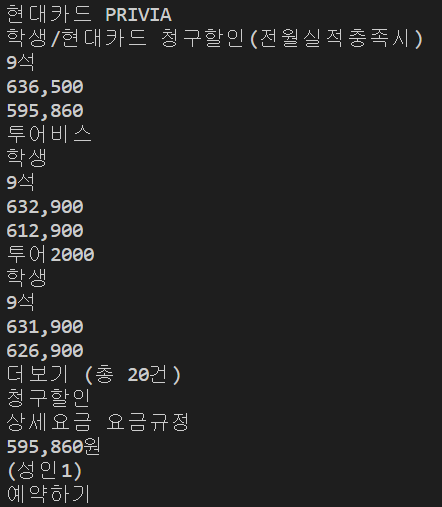 현대카드 PRIVIA
학생/현대카드 청구할인(전월실적충족시)
9석
636,500
595,860
투어비스
학생
9석
632,900
612,900
투어2000
학생
9석
631,900
626,900
더보기 (총 20건)
청구할인
상세요금 요금규정
595,860원
(성인1)
예약하기